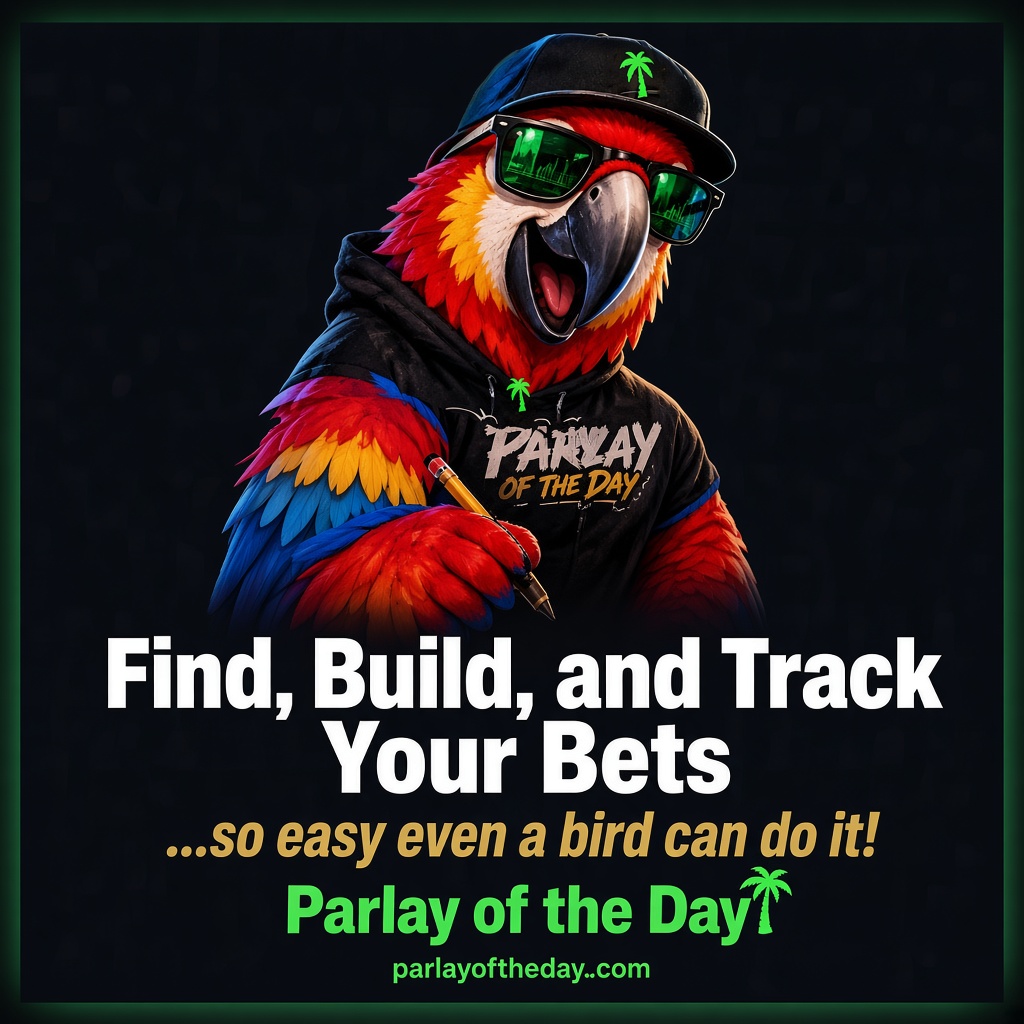 PARLAY
OF THE DAY
Find, Build, and Track
Your Bets
...so easy even a bird can do it!
Parlay of the Day
parlayoftheday..com